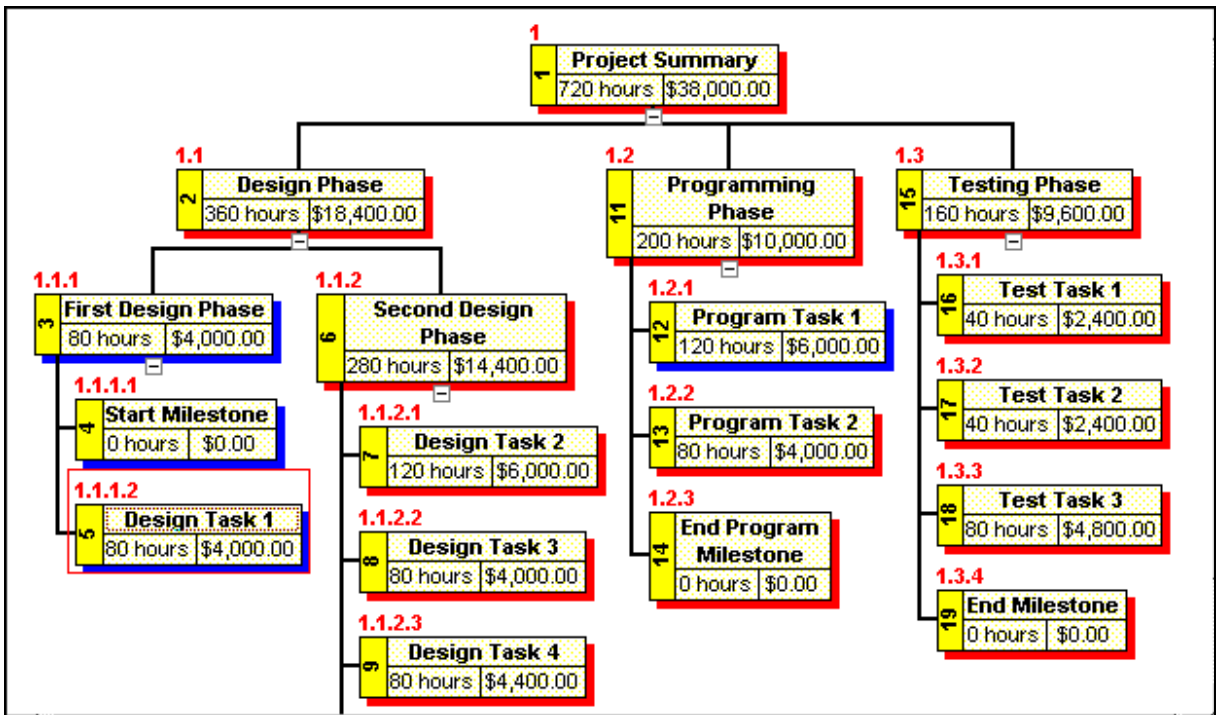 1
1 Project Summary
720 hours $38,000.00
1.1
2 Design Phase
360 hours $18,400.00
1.1.1
3 First Design Phase
80 hours $4,000.00
1.1.1.1
4 Start Milestone
0 hours $0.00
1.1.1.2
5 Design Task 1
80 hours $4,000.00
1.1.2
6 Second Design
Phase
280 hours $14,400.00
1.1.2.1
7 Design Task 2
120 hours $6,000.00
1.1.2.2
8 Design Task 3
80 hours $4,000.00
1.1.2.3
9 Design Task 4
80 hours $4,400.00
1.2
11 Programming
Phase
200 hours $10,000.00
1.2.1
12 Program Task 1
120 hours $6,000.00
1.2.2
13 Program Task 2
80 hours $4,000.00
1.2.3
14 End Program
Milestone
0 hours $0.00
1.3
15 Testing Phase
160 hours $9,600.00
1.3.1
16 Test Task 1
40 hours $2,400.00
1.3.2
17 Test Task 2
40 hours $2,400.00
1.3.3
18 Test Task 3
80 hours $4,800.00
1.3.4
19 End Milestone
0 hours $0.00